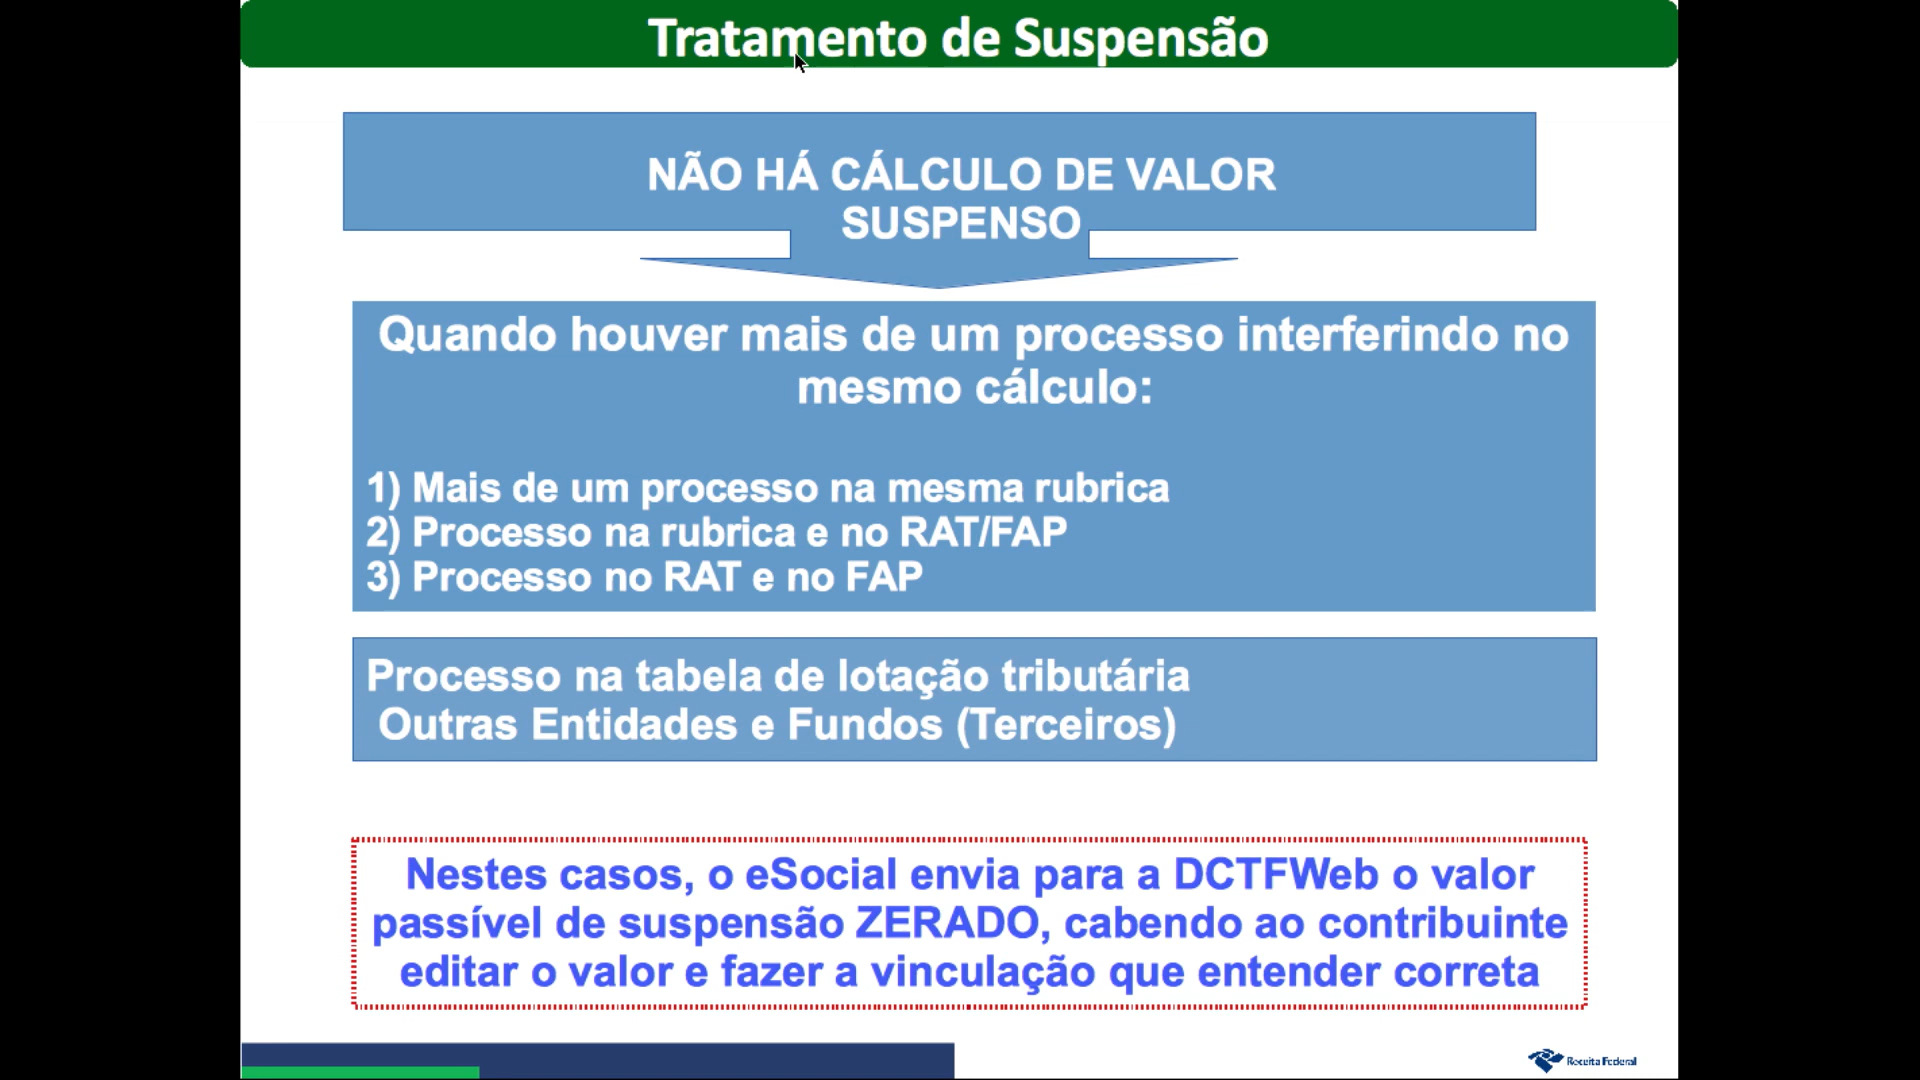 Tratamento de Suspensão
NÃO HÁ CÁLCULO DE VALOR
SUSPENSO
Quando houver mais de um processo interferindo no
mesmo cálculo:
1) Mais de um processo na mesma rubrica
2) Processo na rubrica e no RAT/FAP
3) Processo no RAT e no FAP
Processo na tabela de lotação tributária
Outras Entidades e Fundos (Terceiros)
Nestes casos, o eSocial envia para a DCTFWeb o valor
passível de suspensão ZERADO, cabendo ao contribuinte
editar o valor e fazer a vinculação que entender correta
Receita Federal